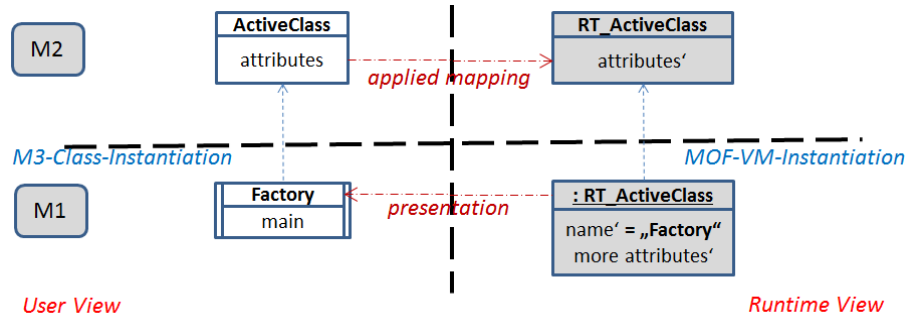 M2
ActiveClass
attributes
applied mapping
RT_ActiveClass
attributes‘
M3-Class-Instantiation
MOF-VM-Instantiation
M1
Factory
main
presentation
: RT_ActiveClass
name‘ = „Factory“
more attributes‘
User View
Runtime View